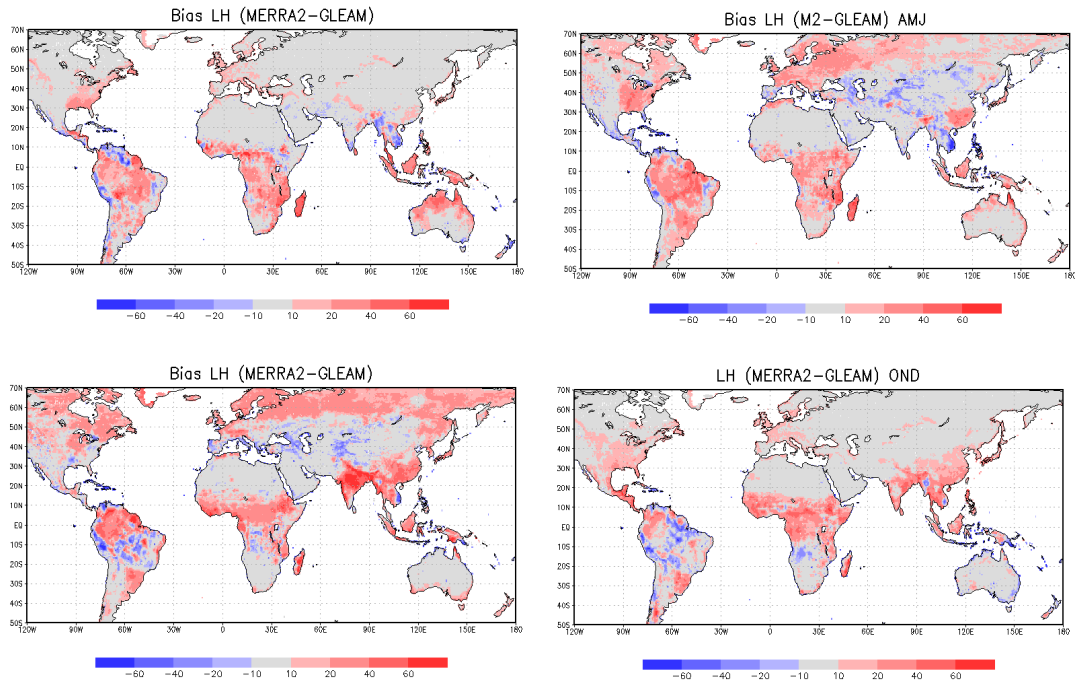 Bias LH (MERRA2-GLEAM)
70N
60N
50N
40N
30N
20N
10N
EQ
10S
20S
30S
40S
50S
120W 90W 60W 30W 0 30E 60E 90E 120E 150E 180
-60 -40 -20 -10 10 20 40 60
Bias LH (M2-GLEAM) AMJ
70N
60N
50N
40N
30N
20N
10N
EQ
10S
20S
30S
40S
50S
120W 90W 60W 30W 0 30E 60E 90E 120E 150E 180
-60 -40 -20 -10 10 20 40 60
Bias LH (MERRA2-GLEAM)
70N
60N
50N
40N
30N
20N
10N
EQ
10S
20S
30S
40S
50S
120W 90W 60W 30W 0 30E 60E 90E 120E 150E 180
-60 -40 -20 -10 10 20 40 60
LH (MERRA2-GLEAM) OND
70N
60N
50N
40N
30N
20N
10N
EQ
10S
20S
30S
40S
50S
120W 90W 60W 30W 0 30E 60E 90E 120E 150E 180
-60 -40 -20 -10 10 20 40 60